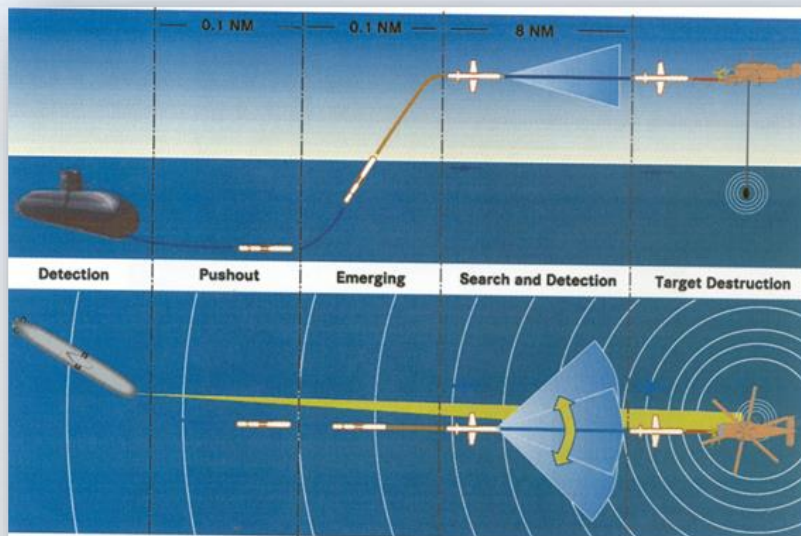 0.1 NM 0.1 NM 8 NM
Detection Pushout Emerging Search and Detection Target Destruction